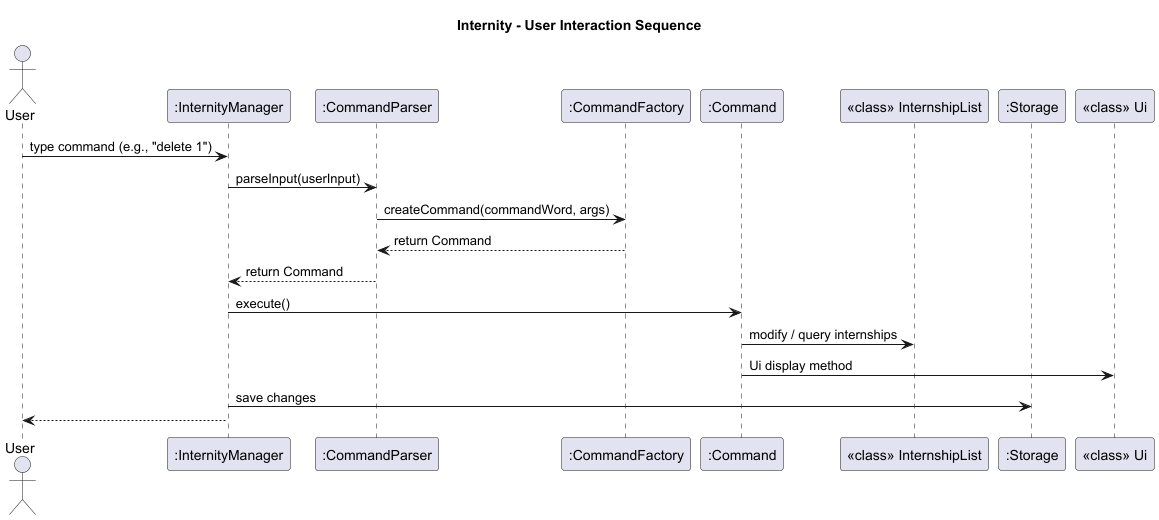 Internity - User Interaction Sequence
User
:InternityManager
:CommandParser
:CommandFactory
:Command
«class» InternshipList
:Storage
«class» Ui
type command (e.g., "delete 1")
parseInput(userInput)
createCommand(commandWord, args)
return Command
return Command
execute()
modify / query internships
Ui display method
save changes
User
:InternityManager
:CommandParser
:CommandFactory
:Command
«class» InternshipList
:Storage
«class» Ui